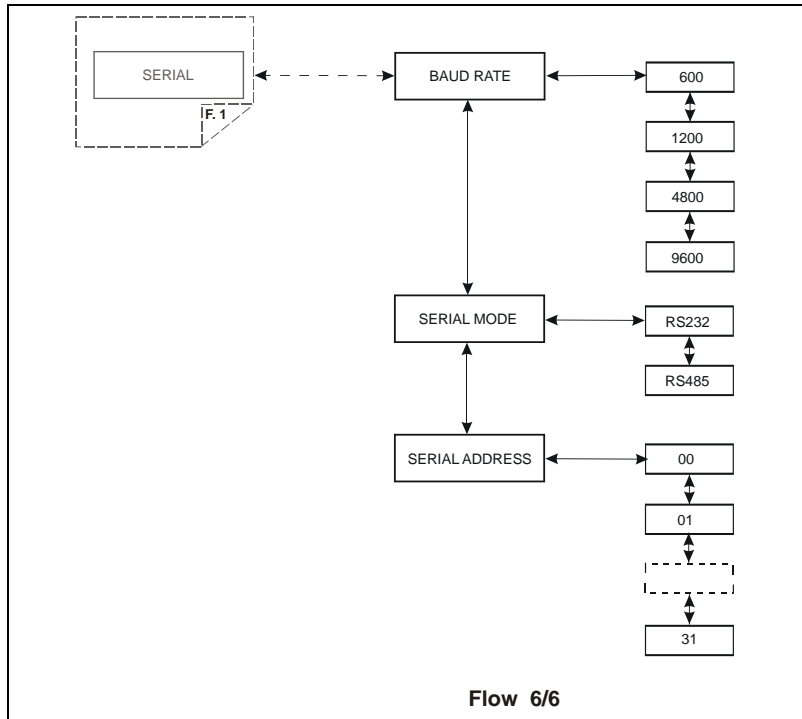 SERIAL
F. 1
BAUD RATE
600
1200
4800
9600
SERIAL MODE
RS232
RS485
SERIAL ADDRESS
00
01
31
Flow 6/6